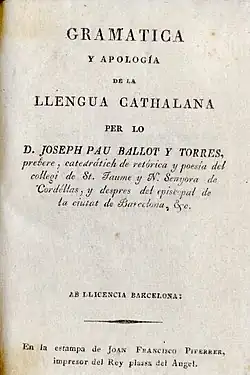 GRAMATICA
Y APOLOGÍA
DE LA
LLENGUA CATHALANA
PER LO
D. JOSEPH PAU BALLOT Y TORRES,
prebere, catedrátich de retórica y poesía del
collegi de St. Jaume y N. Senyora de
Cordéllas, y despres del episcopal de
la ciutat de Barcelona, &c.
AB LLICENCIA BARCELONA:
En la estampa de JOAN FRANCISCO PIFERRER,
impresor del Rey plassa del Angel.